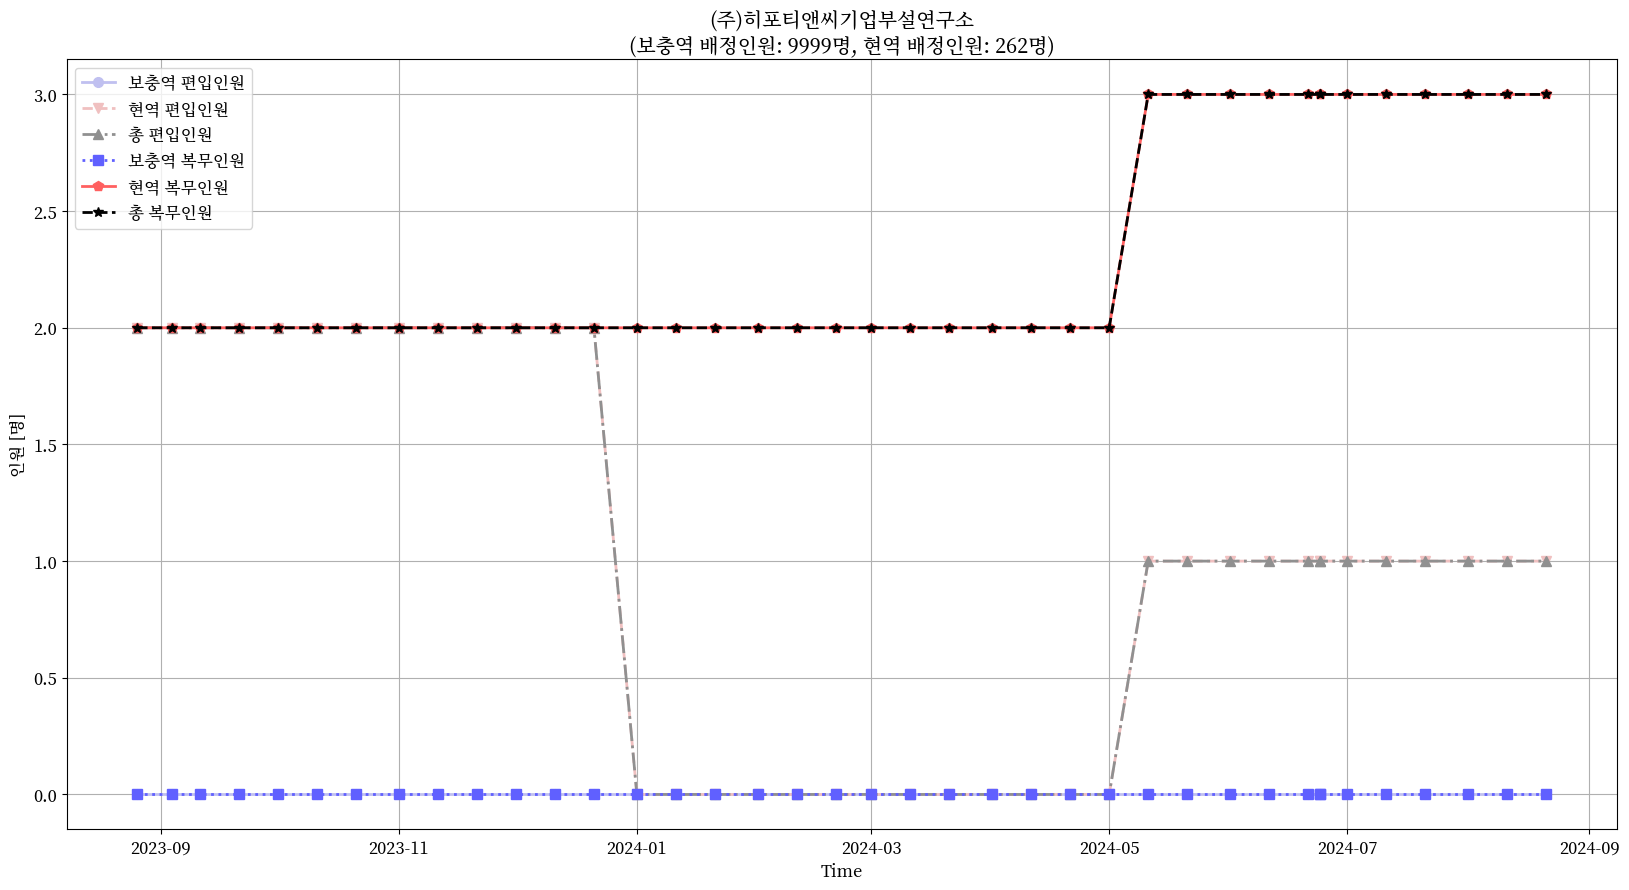 (주)히포티앤씨기업부설연구소
(보충역 배정인원: 9999명, 현역 배정인원: 262명)
보충역 편입인원
현역 편입인원
총 편입인원
보충역 복무인원
현역 복무인원
총 복무인원
3.0
2.5
2.0
1.5
1.0
0.5
0.0
인원 [명]
2023-09
2023-11
2024-01
2024-03
2024-05
2024-07
2024-09
Time